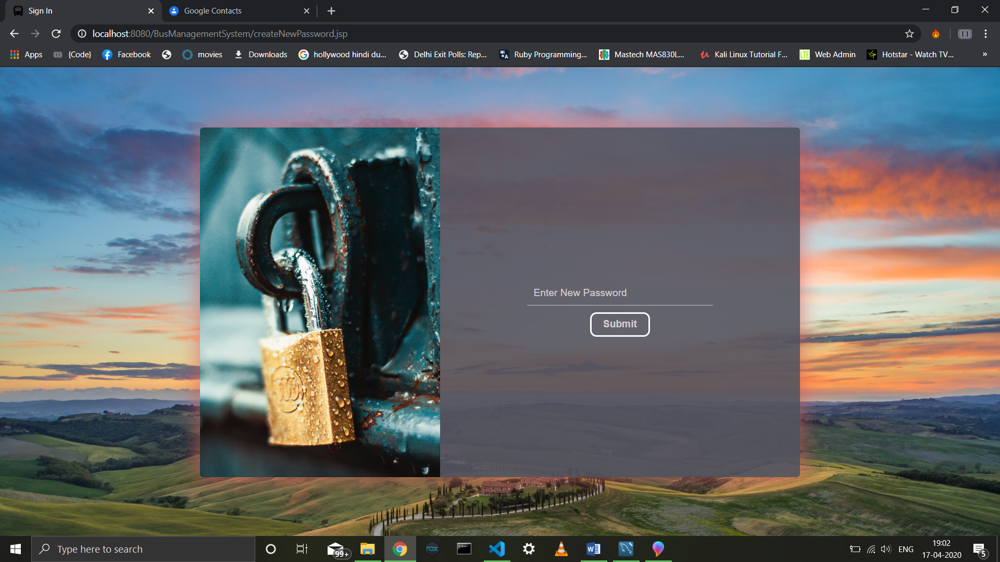 Sign In
Google Contacts
localhost:8080/BusManagementSystem/createNewPassword.jsp
Apps
{Code}
Facebook
movies
Downloads
hollywood hindi du...
Delhi Exit Polls: Rep...
Ruby Programming...
Mastech MAS830L...
Kali Linux Tutorial F...
LTE
Web Admin
Hotstar - Watch TV...
»
Enter New Password
Submit
Type here to search
99+
nox
ENG
19:02
17-04-2020
5